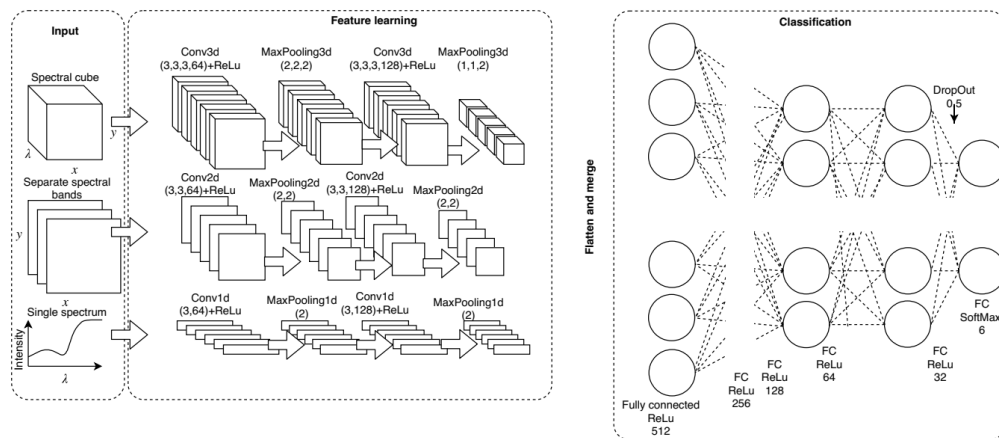 Input
Feature learning
Classification
Spectral cube
λ
x
y
Separate spectral
bands
y
x
Single spectrum
Intensity
λ
Conv3d
(3,3,3,64)+ReLu
MaxPooling3d
(2,2,2)
Conv3d
(3,3,3,128)+ReLu
MaxPooling3d
(1,1,2)
Conv2d
(3,3,64)+ReLu
MaxPooling2d
(2,2)
Conv2d
(3,3,128)+ReLu
MaxPooling2d
(2,2)
Conv1d
(3,64)+ReLu
MaxPooling1d
(2)
Conv1d
(3,128)+ReLu
MaxPooling1d
(2)
Flatten and merge
Fully connected
ReLu
512
FC
ReLu
256
FC
ReLu
128
FC
ReLu
64
FC
ReLu
32
DropOut
0.5
FC
SoftMax
6